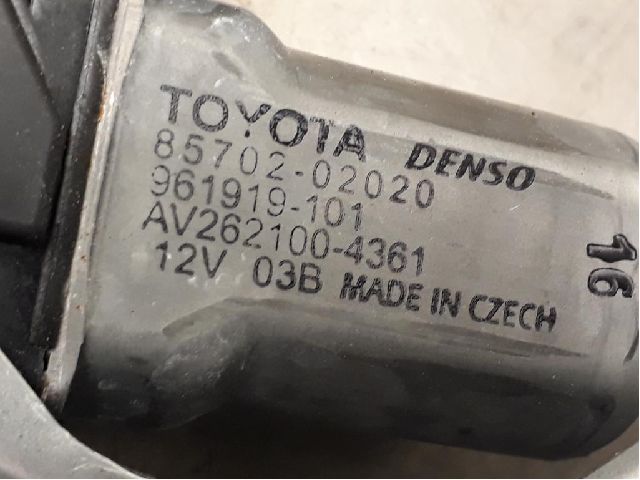 TOYOTA DENSO
85702-02020
961919-101
AV262100-4361
12V 03B MADE IN CZECH
16